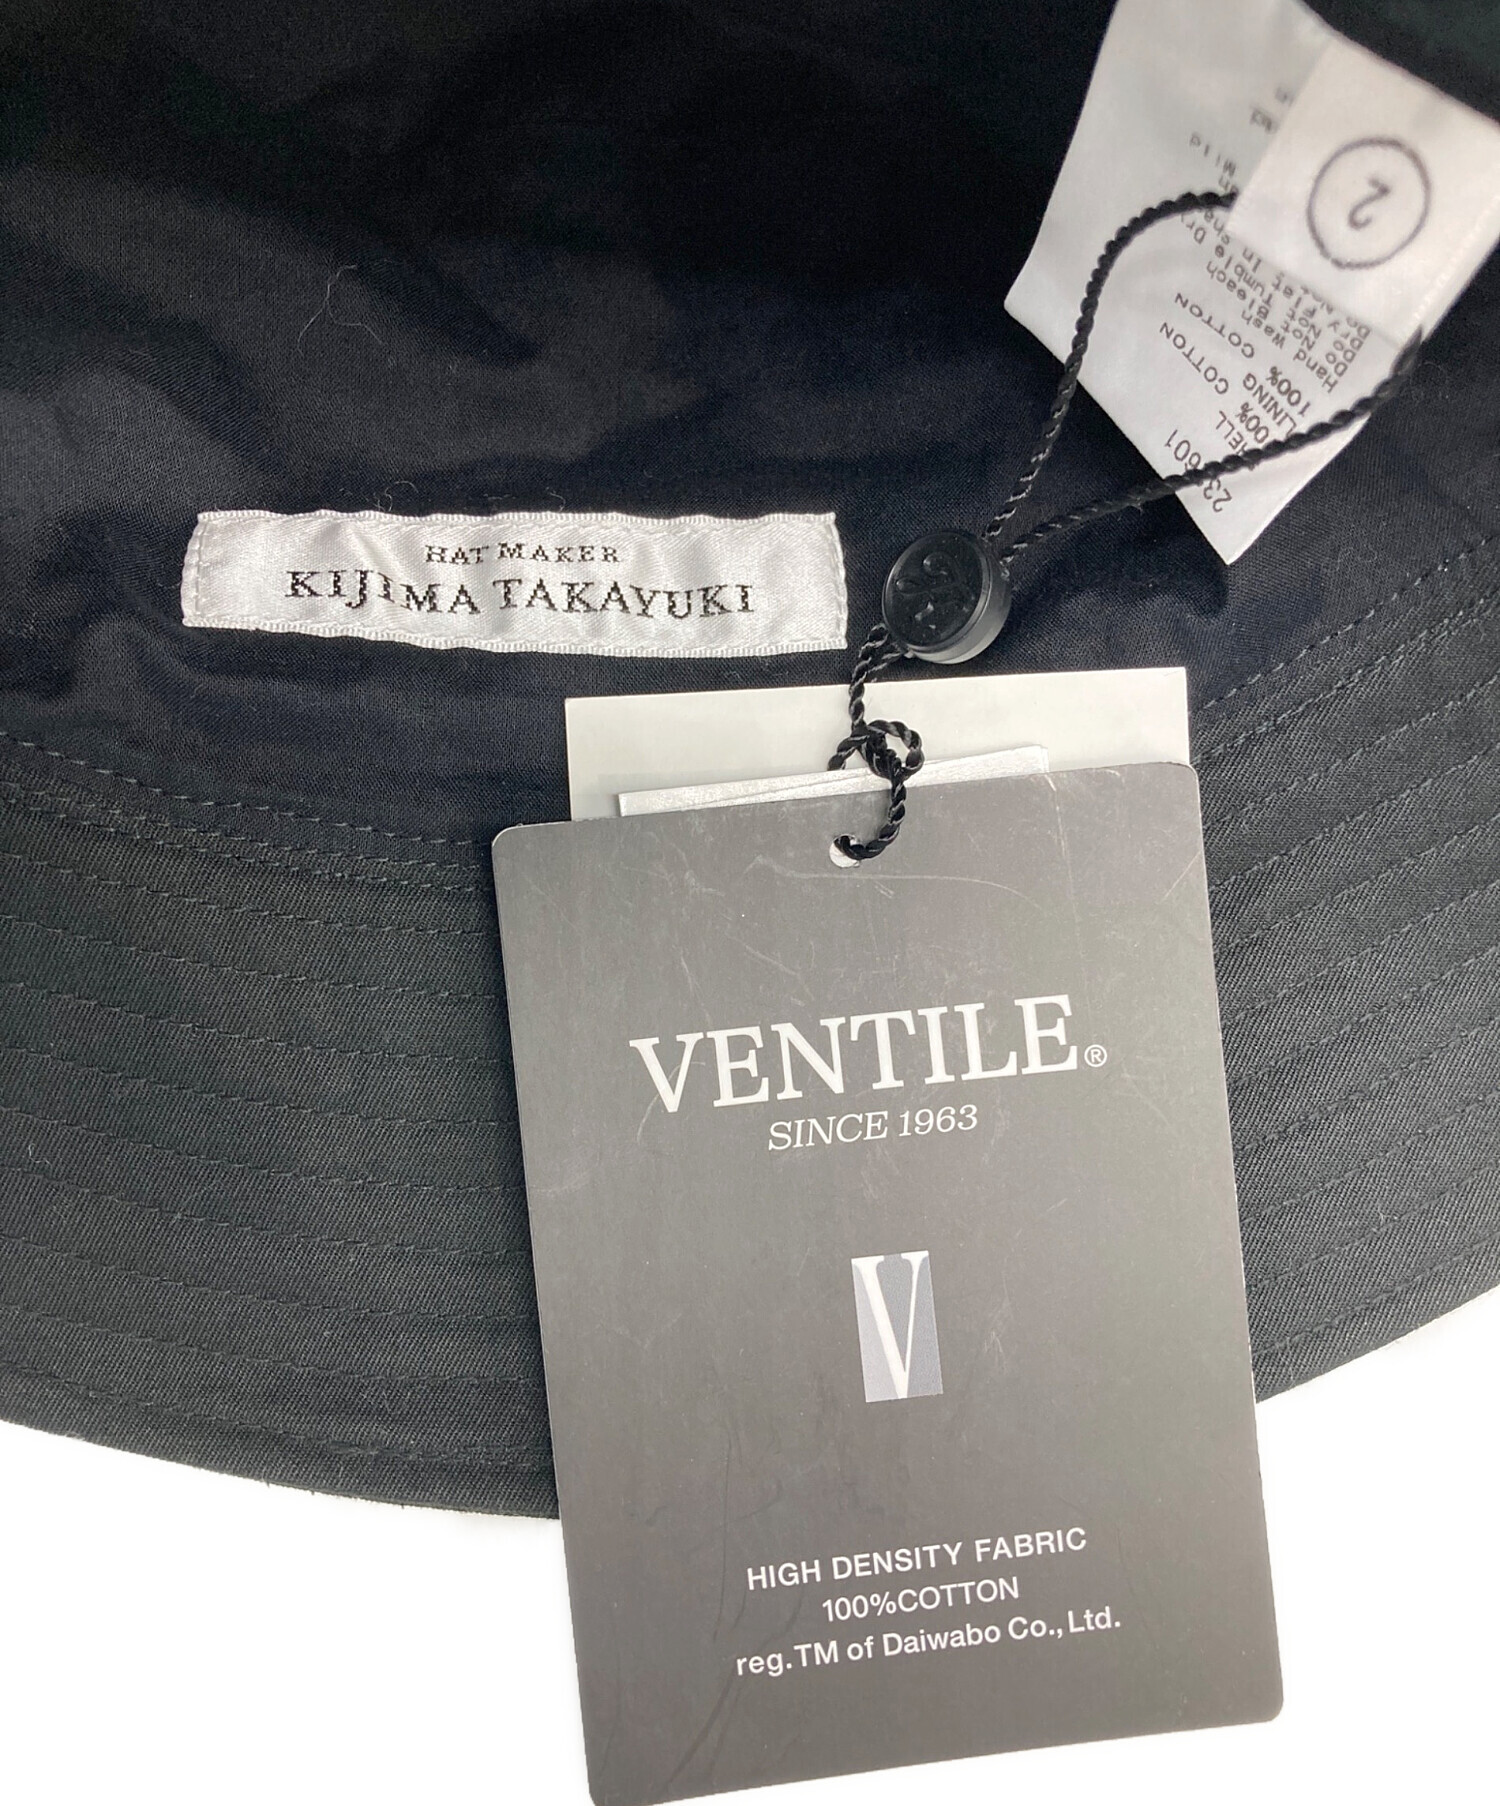 HAT MAKER
KIJIMA TAKAYUKI
2
100% COTTON
LINING
100% COTTON
Hand Wash
Do Not Bleach
VENTILE®
SINCE 1963
V
HIGH DENSITY FABRIC
100%COTTON
reg.TM of Daiwabo Co., Ltd.